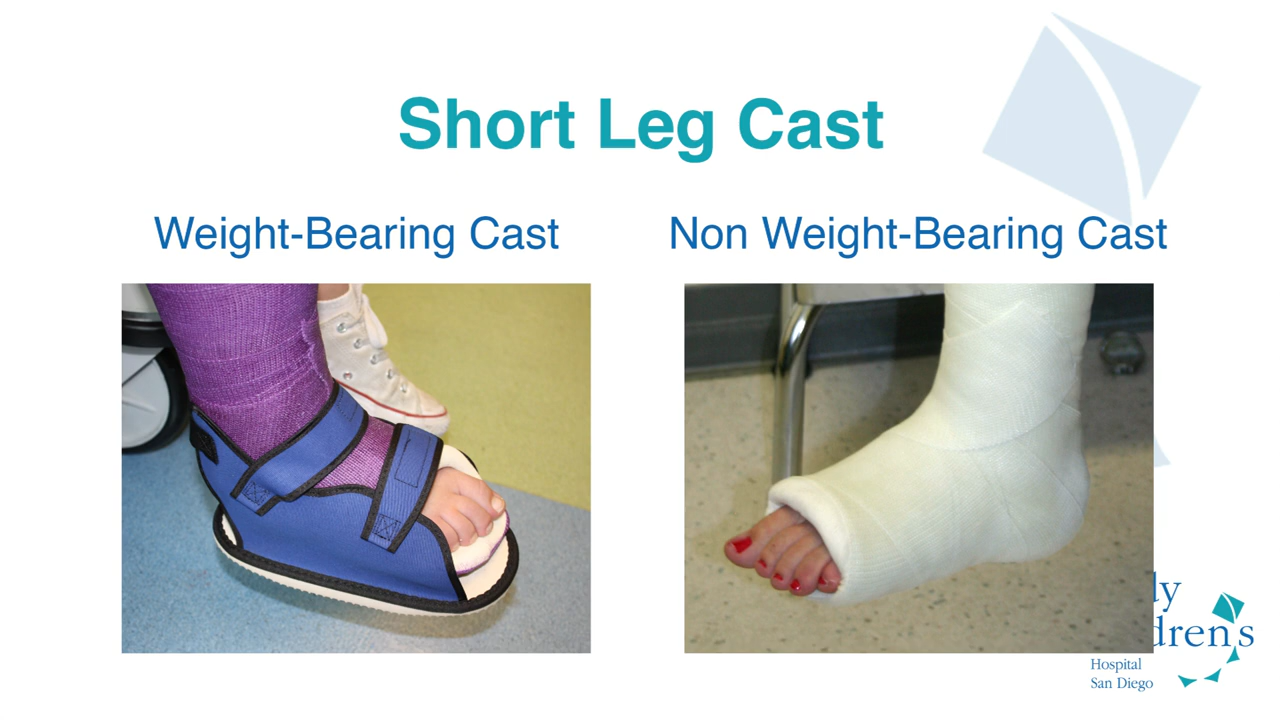 Short Leg Cast
Weight-Bearing Cast
Non Weight-Bearing Cast
Hospital
San Diego